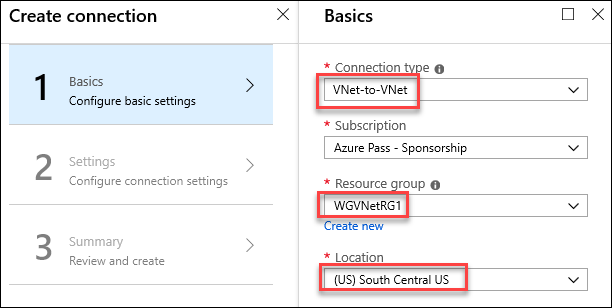 Create connection
1
Basics
Configure basic settings
2
Settings
Configure connection settings
3
Summary
Review and create
Basics
* Connection type
VNet-to-VNet
* Subscription
Azure Pass - Sponsorship
* Resource group
WGVNetRG1
Create new
* Location
(US) South Central US